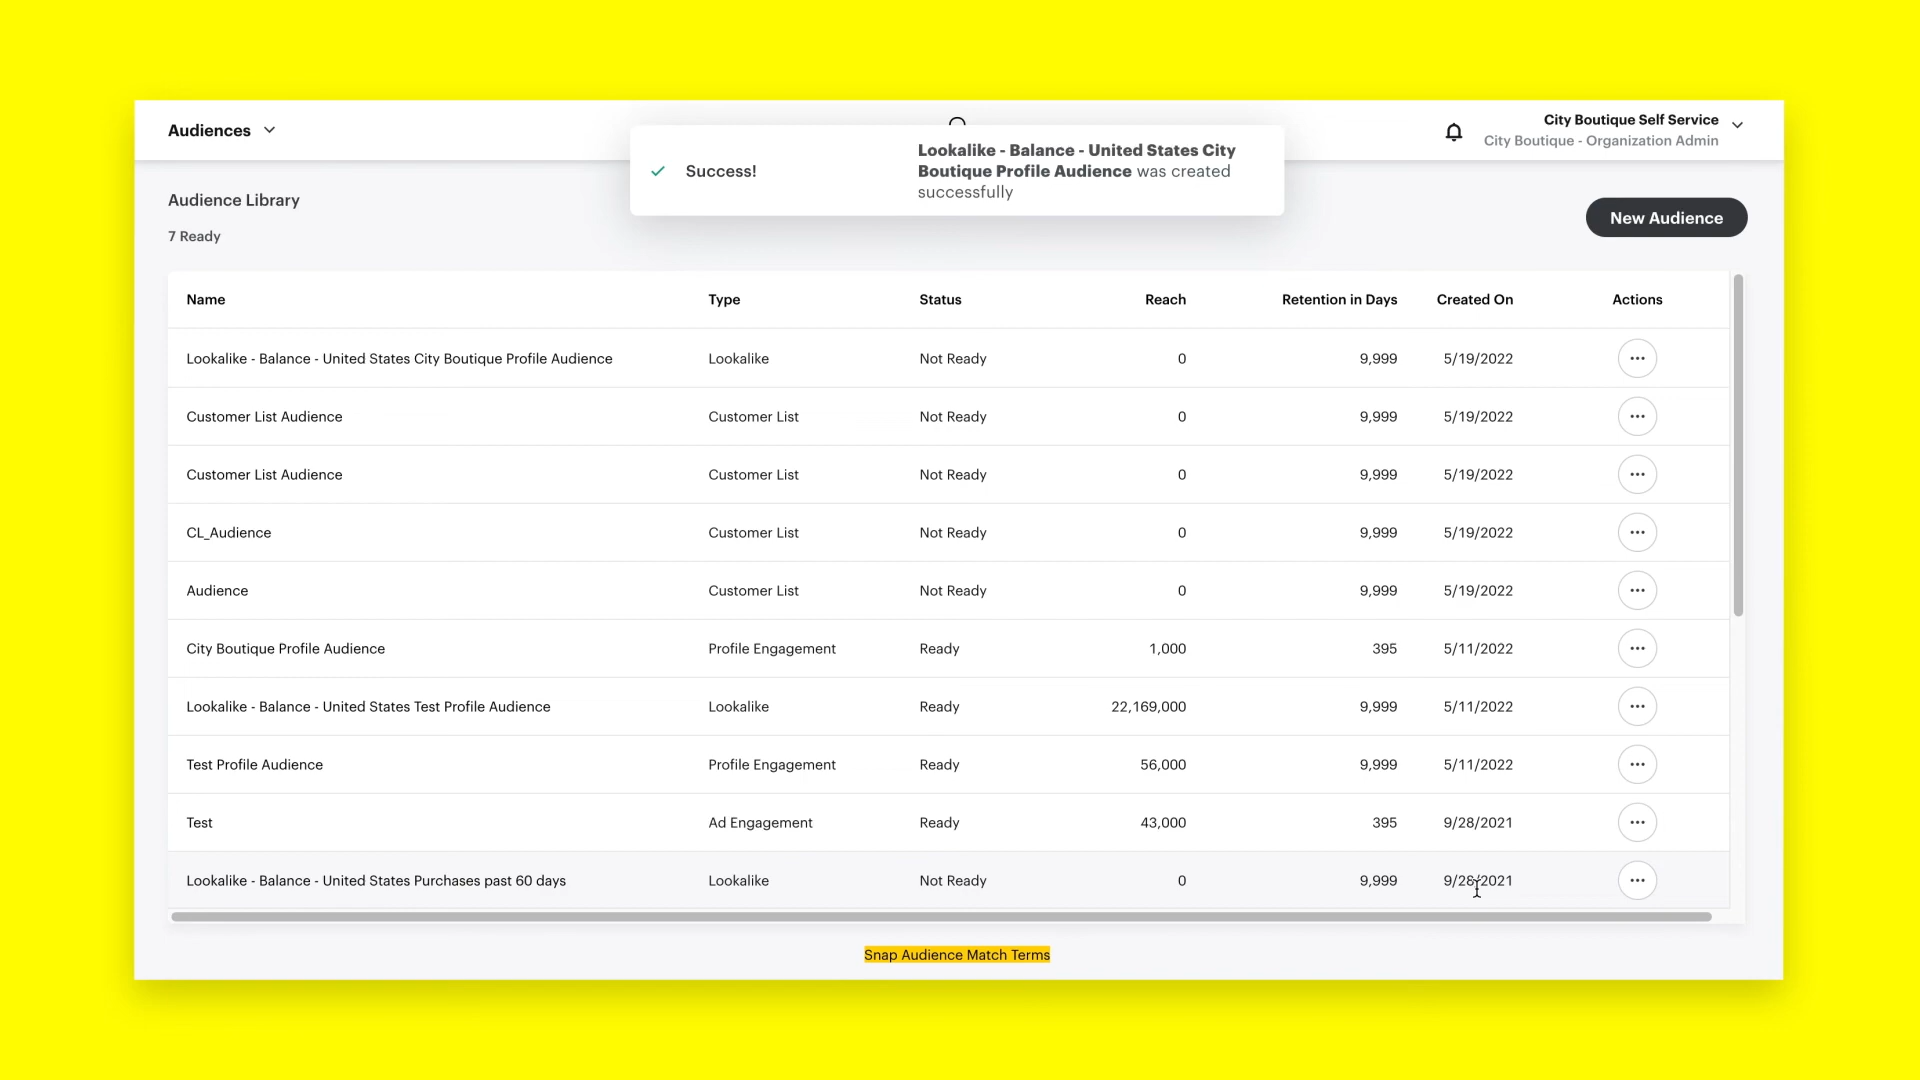 Audiences
City Boutique Self Service
City Boutique - Organization Admin
Success!
Lookalike - Balance - United States City
Boutique Profile Audience was created
successfully
Audience Library
7 Ready
New Audience
Name Type Status Reach Retention in Days Created On Actions
Lookalike - Balance - United States City Boutique Profile Audience Lookalike Not Ready 0 9,999 5/19/2022
Customer List Audience Customer List Not Ready 0 9,999 5/19/2022
Customer List Audience Customer List Not Ready 0 9,999 5/19/2022
CL_Audience Customer List Not Ready 0 9,999 5/19/2022
Audience Customer List Not Ready 0 9,999 5/19/2022
City Boutique Profile Audience Profile Engagement Ready 1,000 395 5/11/2022
Lookalike - Balance - United States Test Profile Audience Lookalike Ready 22,169,000 9,999 5/11/2022
Test Profile Audience Profile Engagement Ready 56,000 9,999 5/11/2022
Test Ad Engagement Ready 43,000 395 9/28/2021
Lookalike - Balance - United States Purchases past 60 days Lookalike Not Ready 0 9,999 9/28/2021
Snap Audience Match Terms